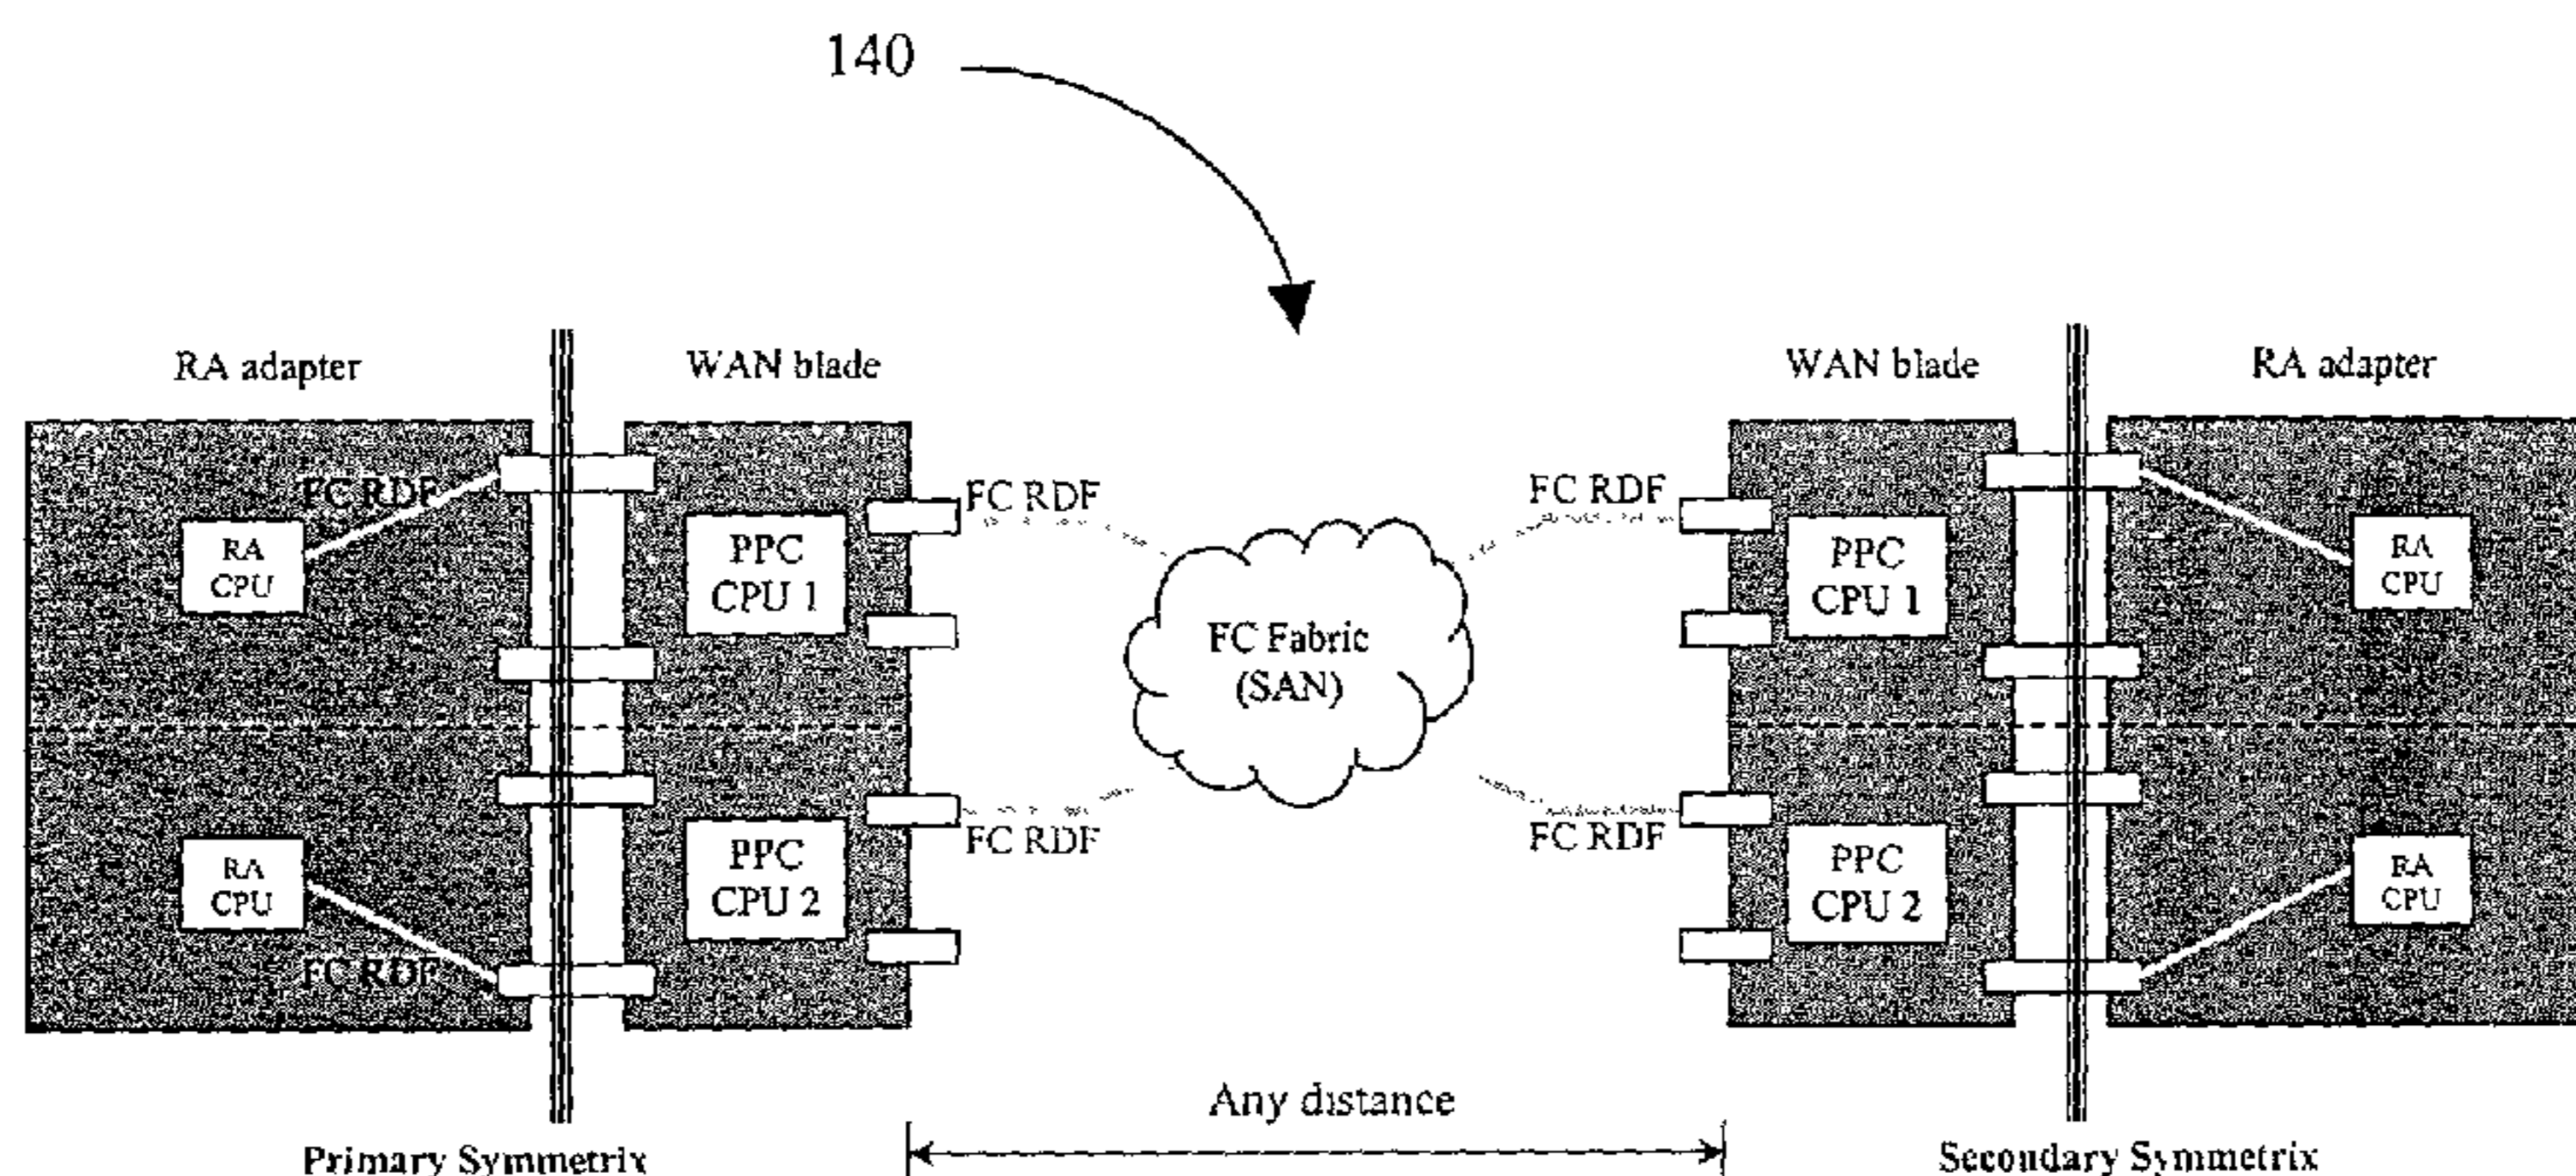 140
RA adapter
WAN blade
WAN blade
RA adapter
FC RDF
FC RDF
FC RDF
RA
CPU
PPC
CPU 1
FC Fabric
(SAN)
PPC
CPU 1
RA
CPU
RA
CPU
FC RDF
PPC
CPU 2
FC RDF
FC RDF
PPC
CPU 2
RA
CPU
Any distance
Primary Symmetrix
Secondary Symmetrix